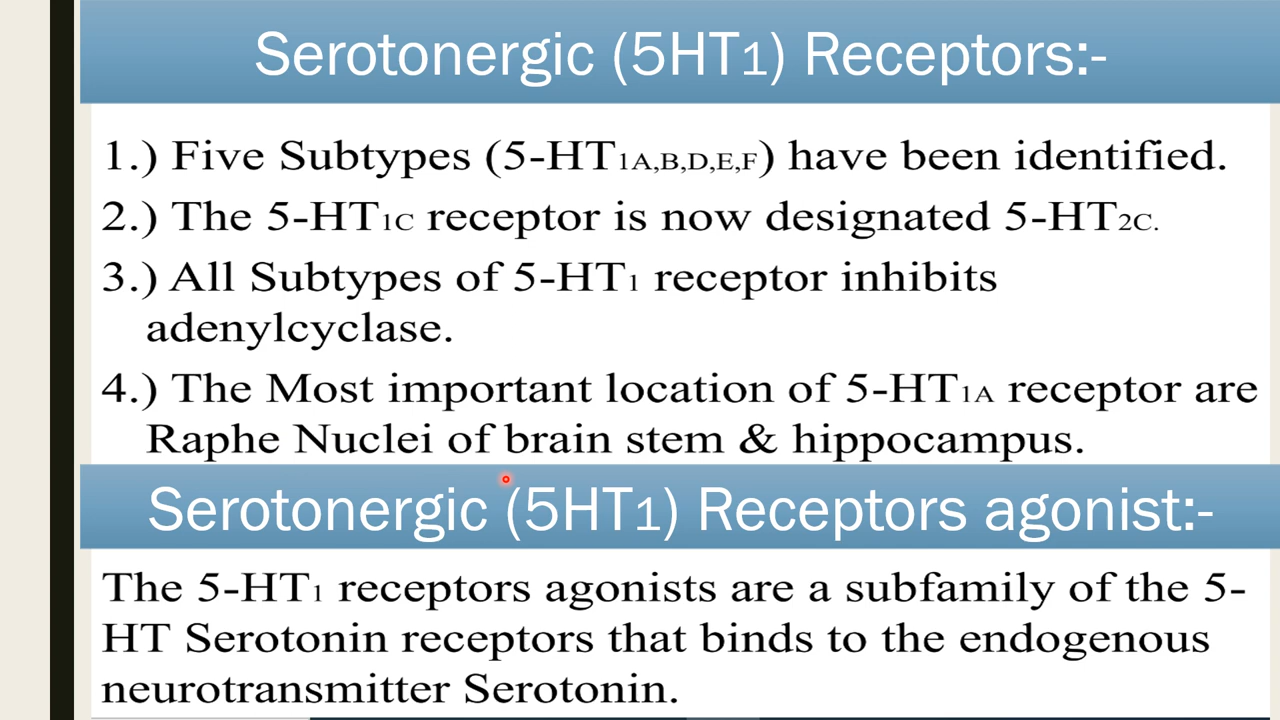 Serotonergic (5HT1) Receptors:-
1.) Five Subtypes (5-HT1A,B,D,E,F) have been identified.
2.) The 5-HT1C receptor is now designated 5-HT2C.
3.) All Subtypes of 5-HT1 receptor inhibits
adenylcyclase.
4.) The Most important location of 5-HT1A receptor are
Raphe Nuclei of brain stem & hippocampus.
Serotonergic (5HT1) Receptors agonist:-
The 5-HT1 receptors agonists are a subfamily of the 5-
HT Serotonin receptors that binds to the endogenous
neurotransmitter Serotonin.